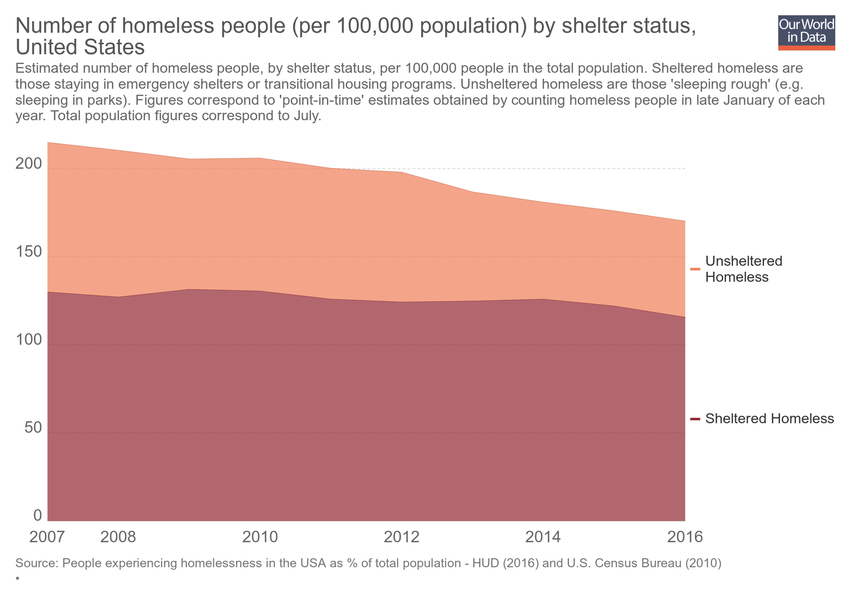 Number of homeless people (per 100,000 population) by shelter status,
United States
Our World
in Data
Estimated number of homeless people, by shelter status, per 100,000 people in the total population. Sheltered homeless are
those staying in emergency shelters or transitional housing programs. Unsheltered homeless are those 'sleeping rough' (e.g.
sleeping in parks). Figures correspond to 'point-in-time' estimates obtained by counting homeless people in late January of each
year. Total population figures correspond to July.
200
150
100
50
0
Unsheltered
Homeless
Sheltered Homeless
2007 2008 2010 2012 2014 2016
Source: People experiencing homelessness in the USA as % of total population - HUD (2016) and U.S. Census Bureau (2010)
•